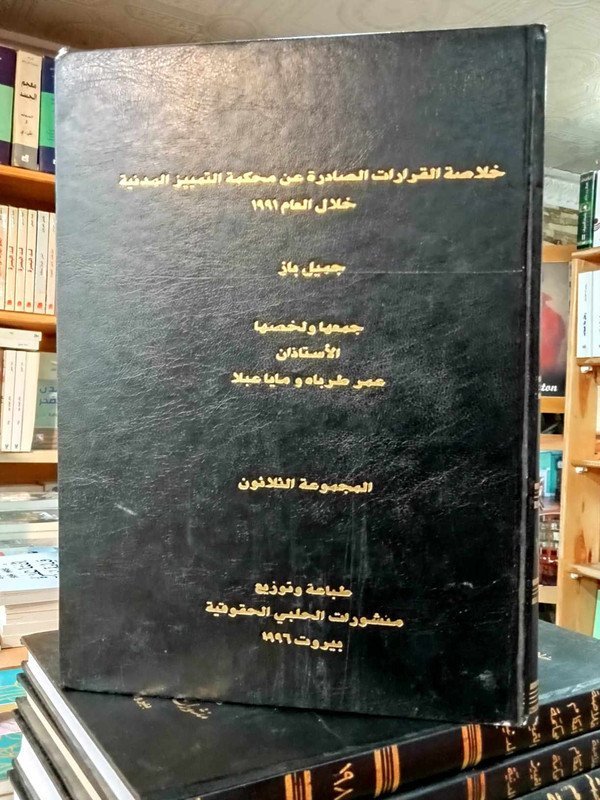 خلاصة القرارات الصادرة عن محكمة التمييز المدنية
خلال العام ١٩٩١
جميل باز
جمعها ولخصها
الأستاذان
عمر طرباه و مايا عبلا
المجموعة الثلاثون
طباعة وتوزيع
منشورات الحلبي الحقوقية
بيروت ١٩٩٦